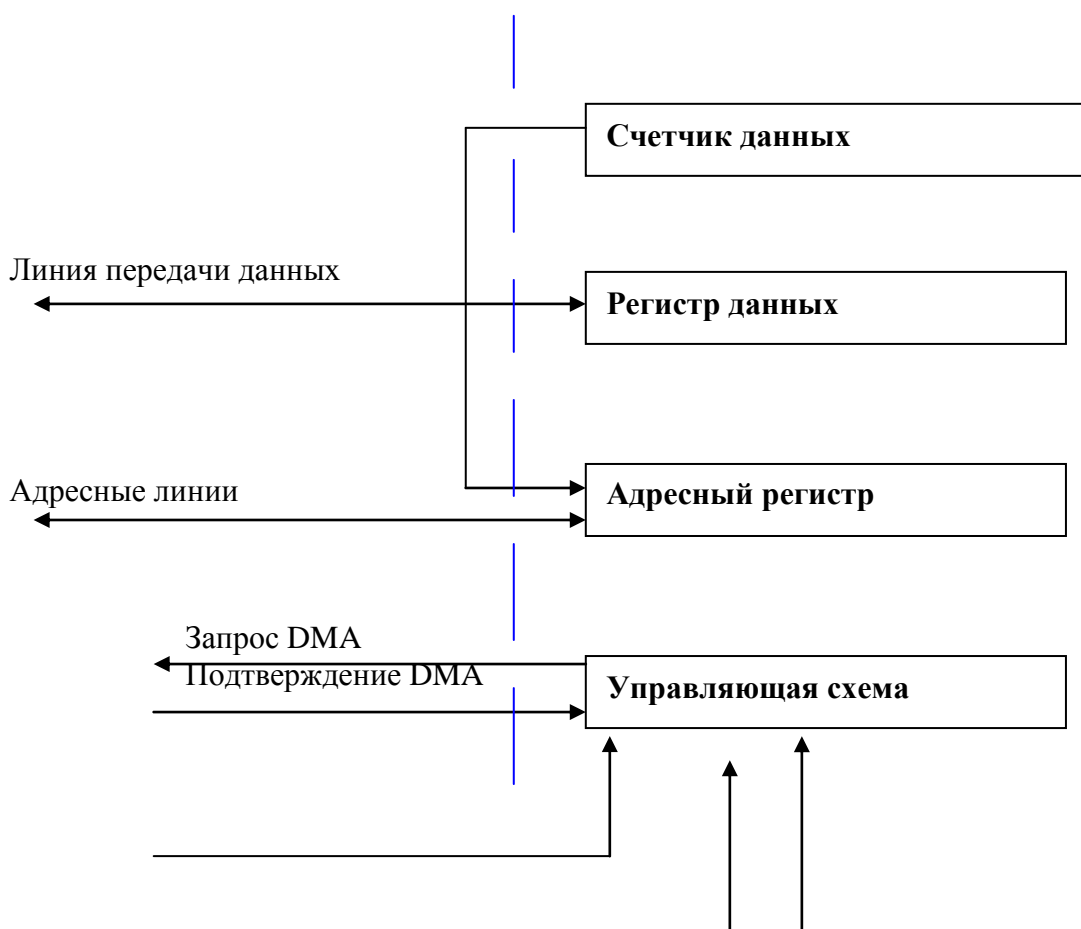 Счетчик данных
Линия передачи данных
Регистр данных
Адресные линии
Адресный регистр
Запрос DMA
Подтверждение DMA
Управляющая схема